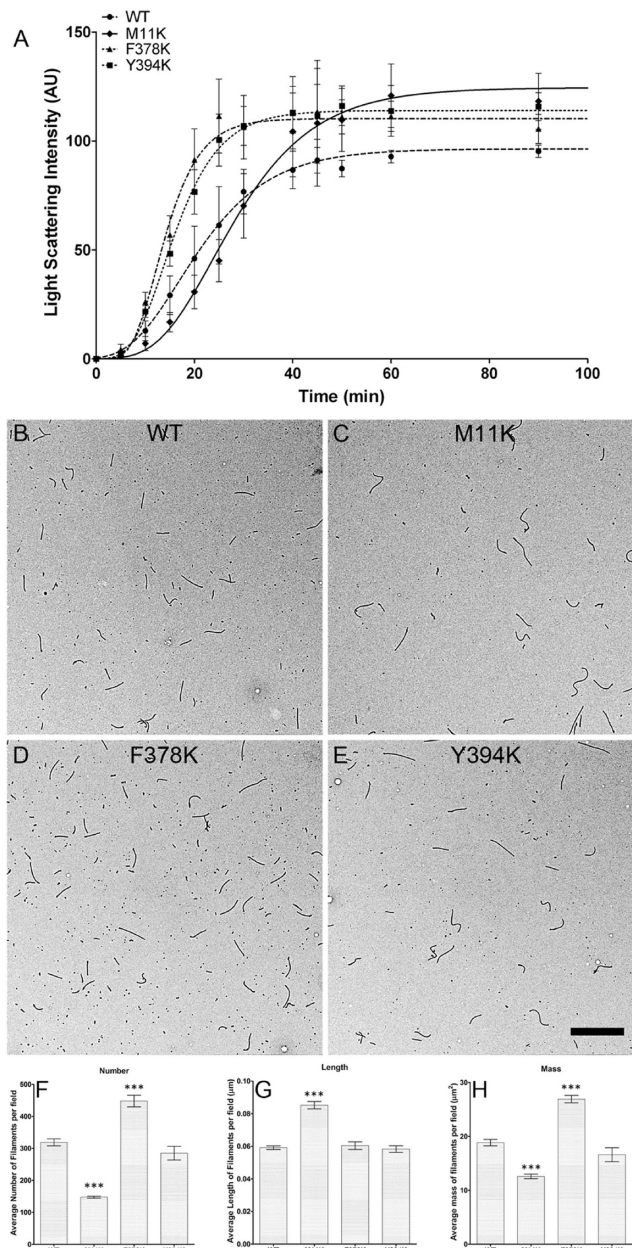 A
WT
M11K
F378K
Y394K
150
100
50
0
Light Scattering Intensity (AU)
0 20 40 60 80 100
Time (min)
B WT
C M11K
D F378K
E Y394K
F
Number
***
***
500
400
300
200
100
0
Average Number of Filaments per field
G
Length
***
0.10
0.08
0.06
0.04
0.02
0.00
Average Length of Filaments per field (µm)
H
Mass
***
***
30
20
10
0
Average mass of filaments per field (µm²)